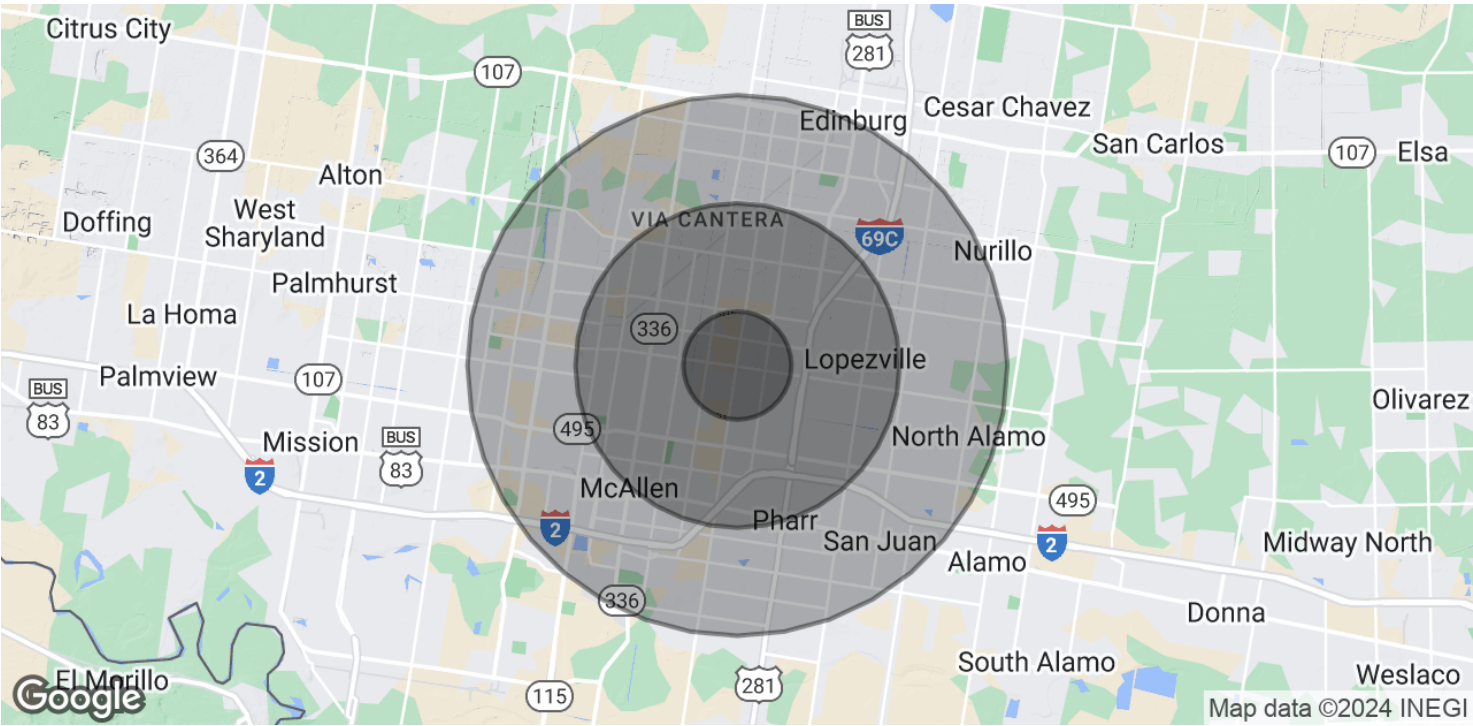 Citrus City
BUS
281
107
Edinburg
Cesar Chavez
San Carlos
107
Elsa
364
Alton
West
Sharyland
Doffing
VIA CANTERA
69C
Nurillo
Palmhurst
La Homa
336
Lopezville
Palmview
107
BUS
83
Olivarez
495
North Alamo
Mission
BUS
83
2
McAllen
495
2
Pharr
San Juan
2
Midway North
Alamo
336
Donna
South Alamo
El Morillo
281
115
Weslaco
Google
Map data ©2024 INEGI